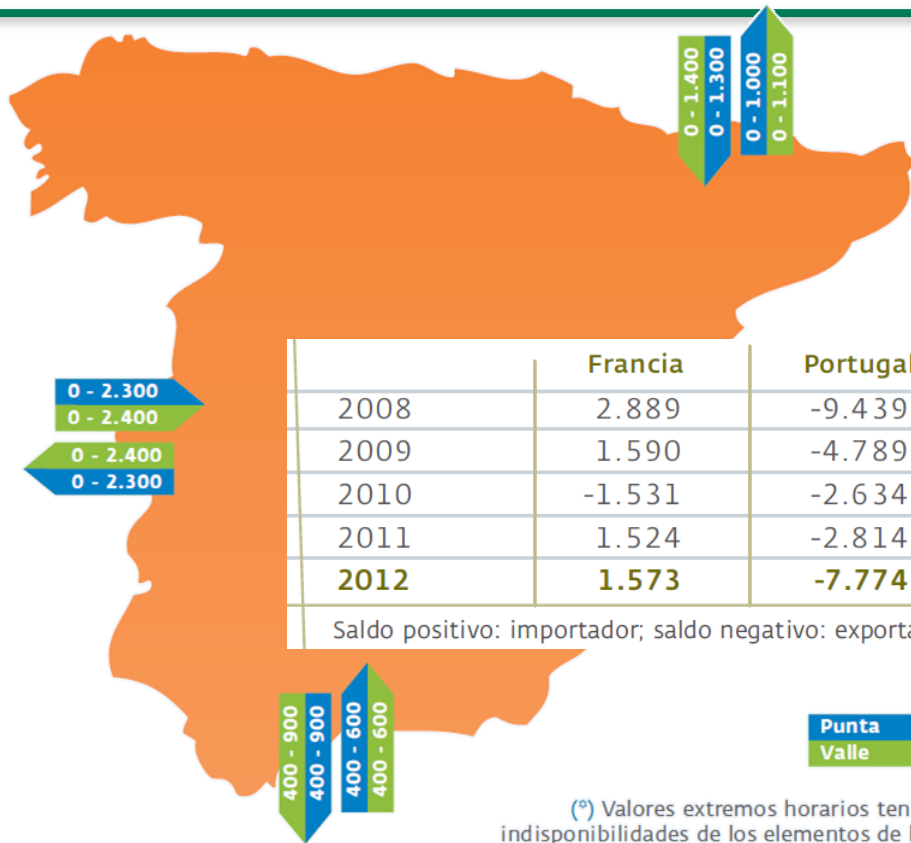 0 - 1.400
0 - 1.300
0 - 1.000
0 - 1.100
0 - 2.300
0 - 2.400
0 - 2.400
0 - 2.300
Francia Portugal
2008 2.889 -9.439
2009 1.590 -4.789
2010 -1.531 -2.634
2011 1.524 -2.814
2012 1.573 -7.774
Saldo positivo: importador; saldo negativo: exporta
400 - 900
400 - 900
400 - 600
400 - 600
Punta
Valle
(*) Valores extremos horarios ten
indisponibilidades de los elementos de l